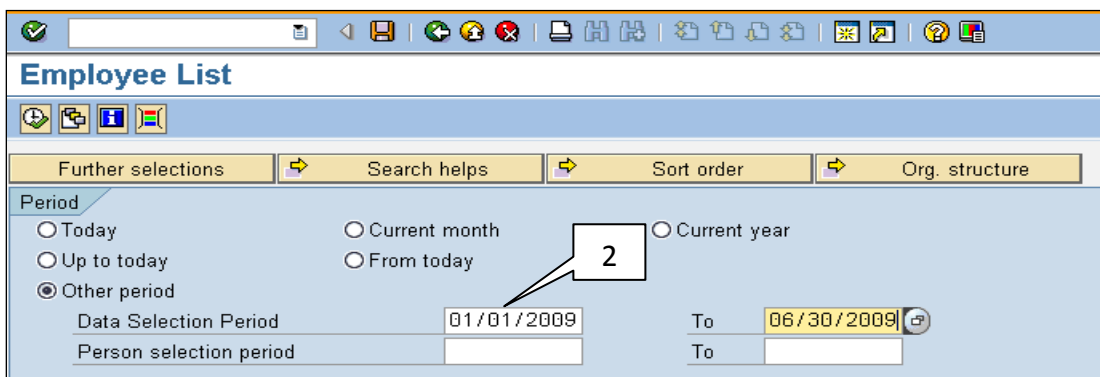 Employee List
Further selections Search helps Sort order Org. structure
Period
Today Current month Current year
Up to today From today 2
Other period
Data Selection Period 01/01/2009 To 06/30/2009
Person selection period To